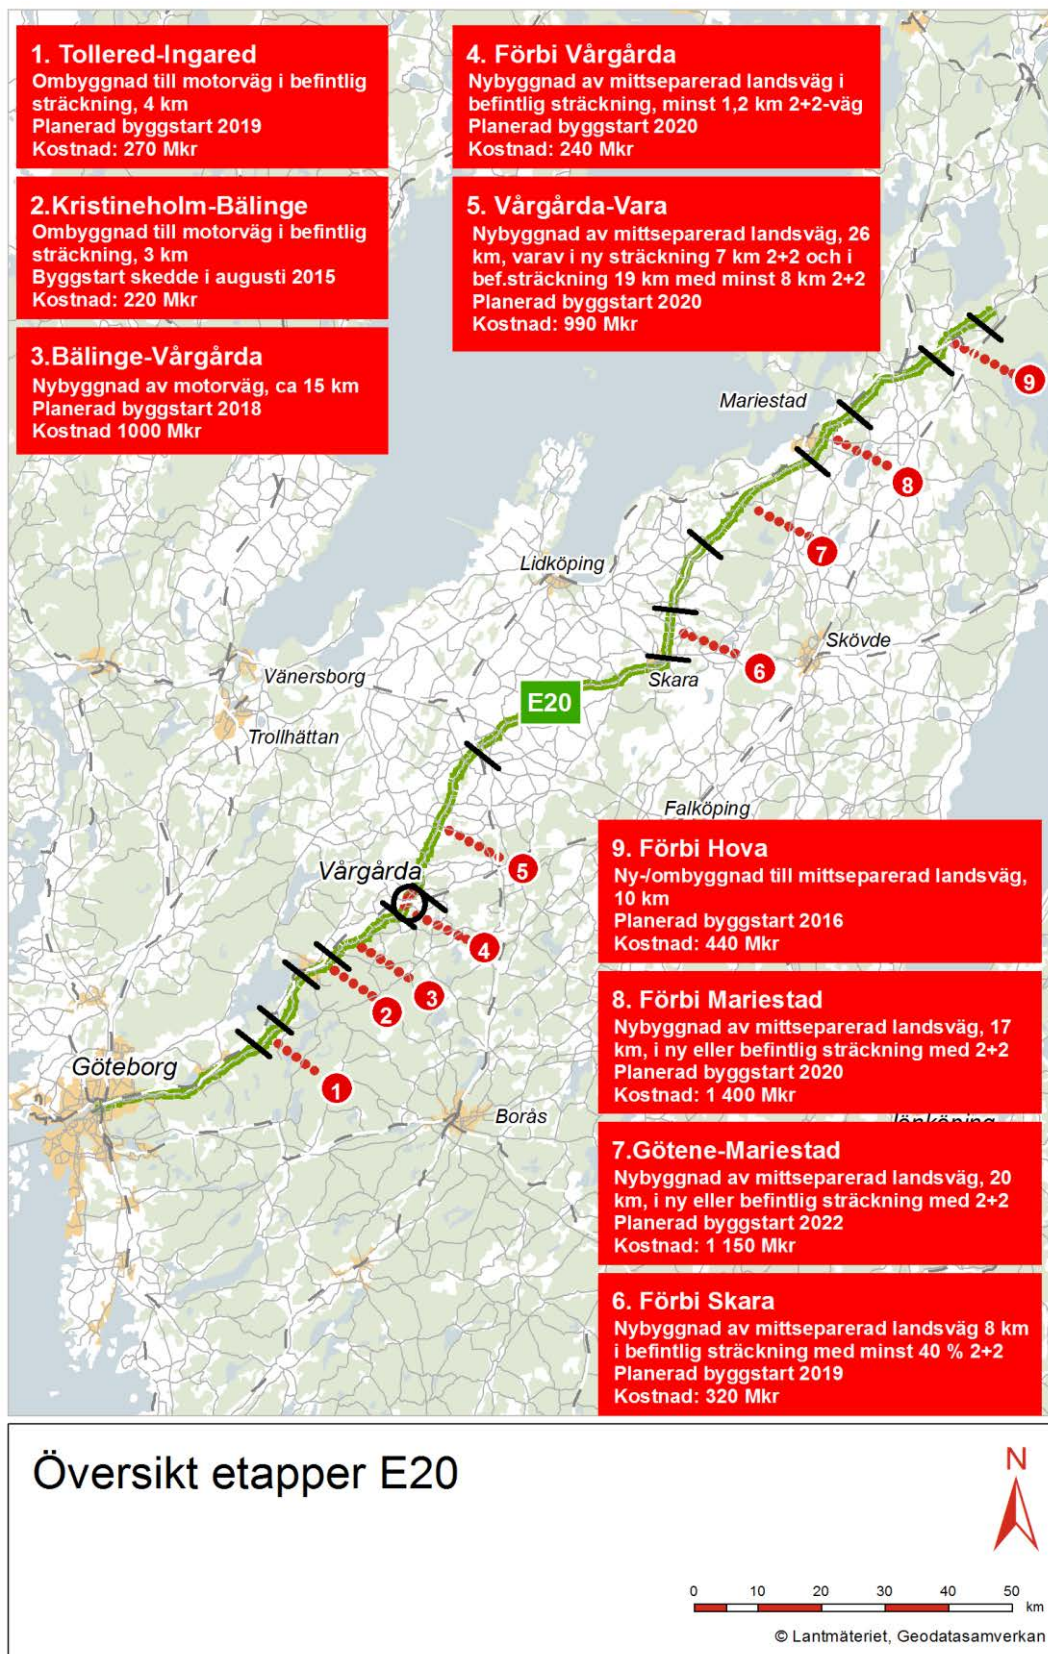 1. Tollered-Ingared
Ombyggnad till motorväg i befintlig
sträckning, 4 km
Planerad byggstart 2019
Kostnad: 270 Mkr
2.Kristineholm-Bälinge
Ombyggnad till motorväg i befintlig
sträckning, 3 km
Byggstart skedde i augusti 2015
Kostnad: 220 Mkr
3.Bälinge-Vårgårda
Nybyggnad av motorväg, ca 15 km
Planerad byggstart 2018
Kostnad 1000 Mkr
4. Förbi Vårgårda
Nybyggnad av mittseparerad landsväg i
befintlig sträckning, minst 1,2 km 2+2-väg
Planerad byggstart 2020
Kostnad: 240 Mkr
5. Vårgårda-Vara
Nybyggnad av mittseparerad landsväg, 26
km, varav i ny sträckning 7 km 2+2 och i
bef.sträckning 19 km med minst 8 km 2+2
Planerad byggstart 2020
Kostnad: 990 Mkr
9
Mariestad
8
7
Lidköping
Skövde
6
Skara
Vänersborg
E20
Trollhättan
Falköping
Vårgårda
5
4
3
2
Göteborg
1
Borås
Jönköping
9. Förbi Hova
Ny-/ombyggnad till mittseparerad landsväg,
10 km
Planerad byggstart 2016
Kostnad: 440 Mkr
8. Förbi Mariestad
Nybyggnad av mittseparerad landsväg, 17
km, i ny eller befintlig sträckning med 2+2
Planerad byggstart 2020
Kostnad: 1 400 Mkr
7.Götene-Mariestad
Nybyggnad av mittseparerad landsväg, 20
km, i ny eller befintlig sträckning med 2+2
Planerad byggstart 2022
Kostnad: 1 150 Mkr
6. Förbi Skara
Nybyggnad av mittseparerad landsväg 8 km
i befintlig sträckning med minst 40 % 2+2
Planerad byggstart 2019
Kostnad: 320 Mkr
Översikt etapper E20
N
0 10 20 30 40 50
km
© Lantmäteriet, Geodatasamverkan